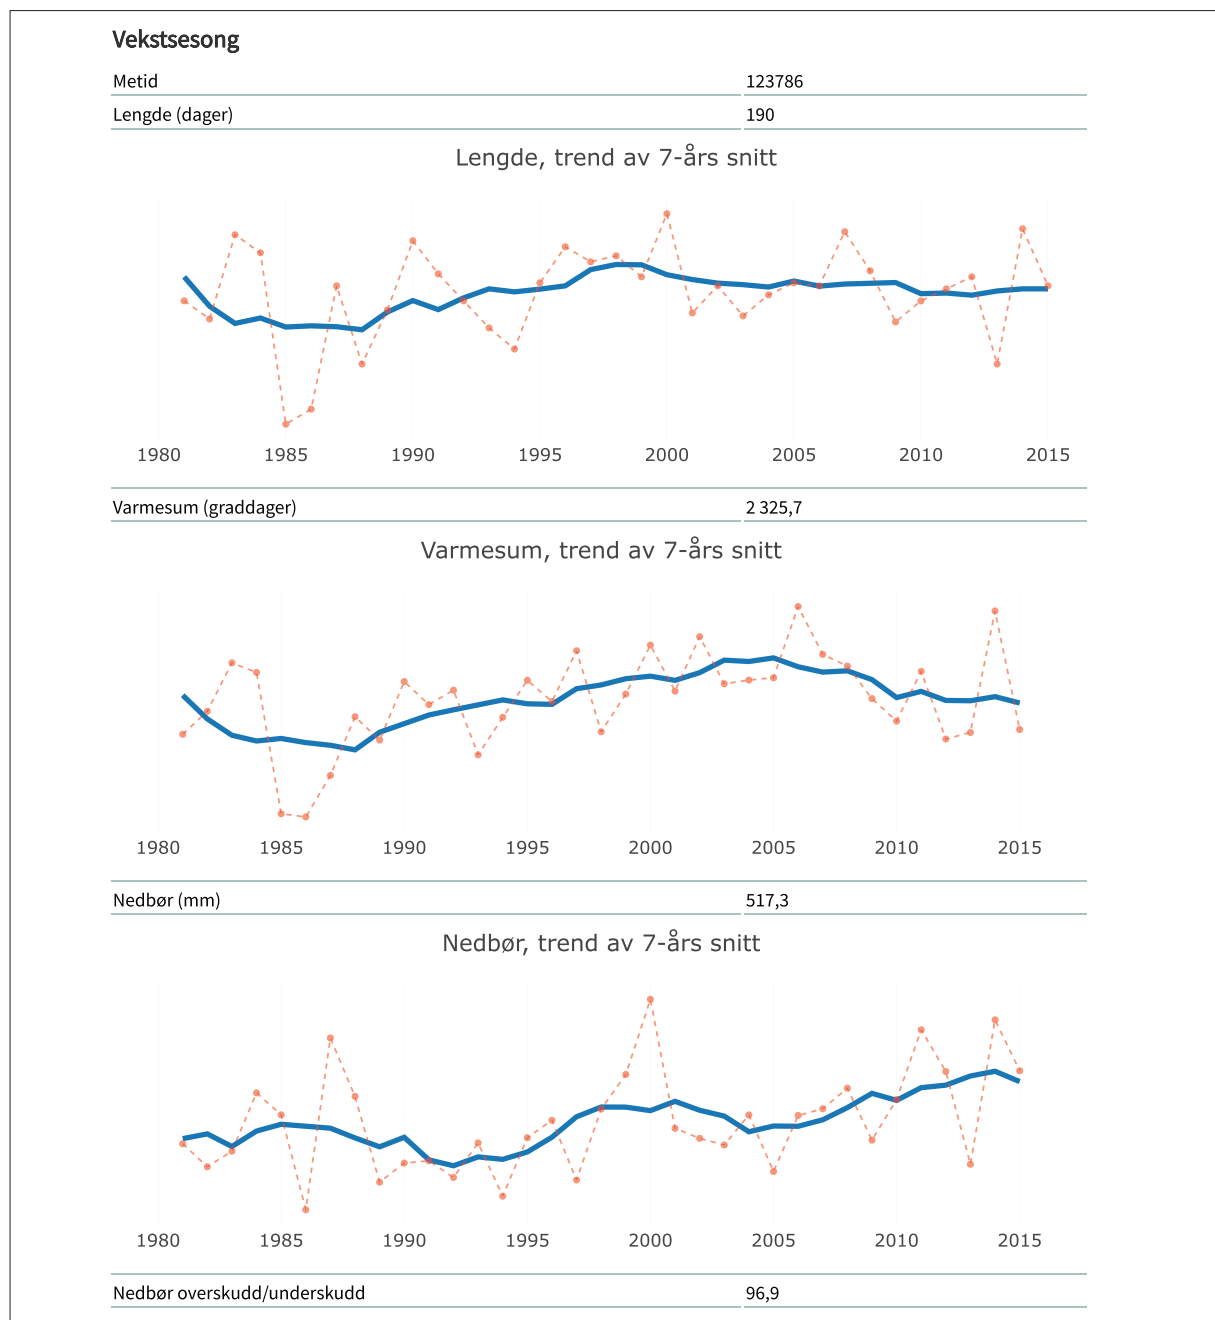 Vekstsesong
Metid 123786
Lengde (dager) 190
Lengde, trend av 7-års snitt
1980 1985 1990 1995 2000 2005 2010 2015
Varmesum (graddager) 2 325,7
Varmesum, trend av 7-års snitt
1980 1985 1990 1995 2000 2005 2010 2015
Nedbør (mm) 517,3
Nedbør, trend av 7-års snitt
1980 1985 1990 1995 2000 2005 2010 2015
Nedbør overskudd/underskudd 96,9